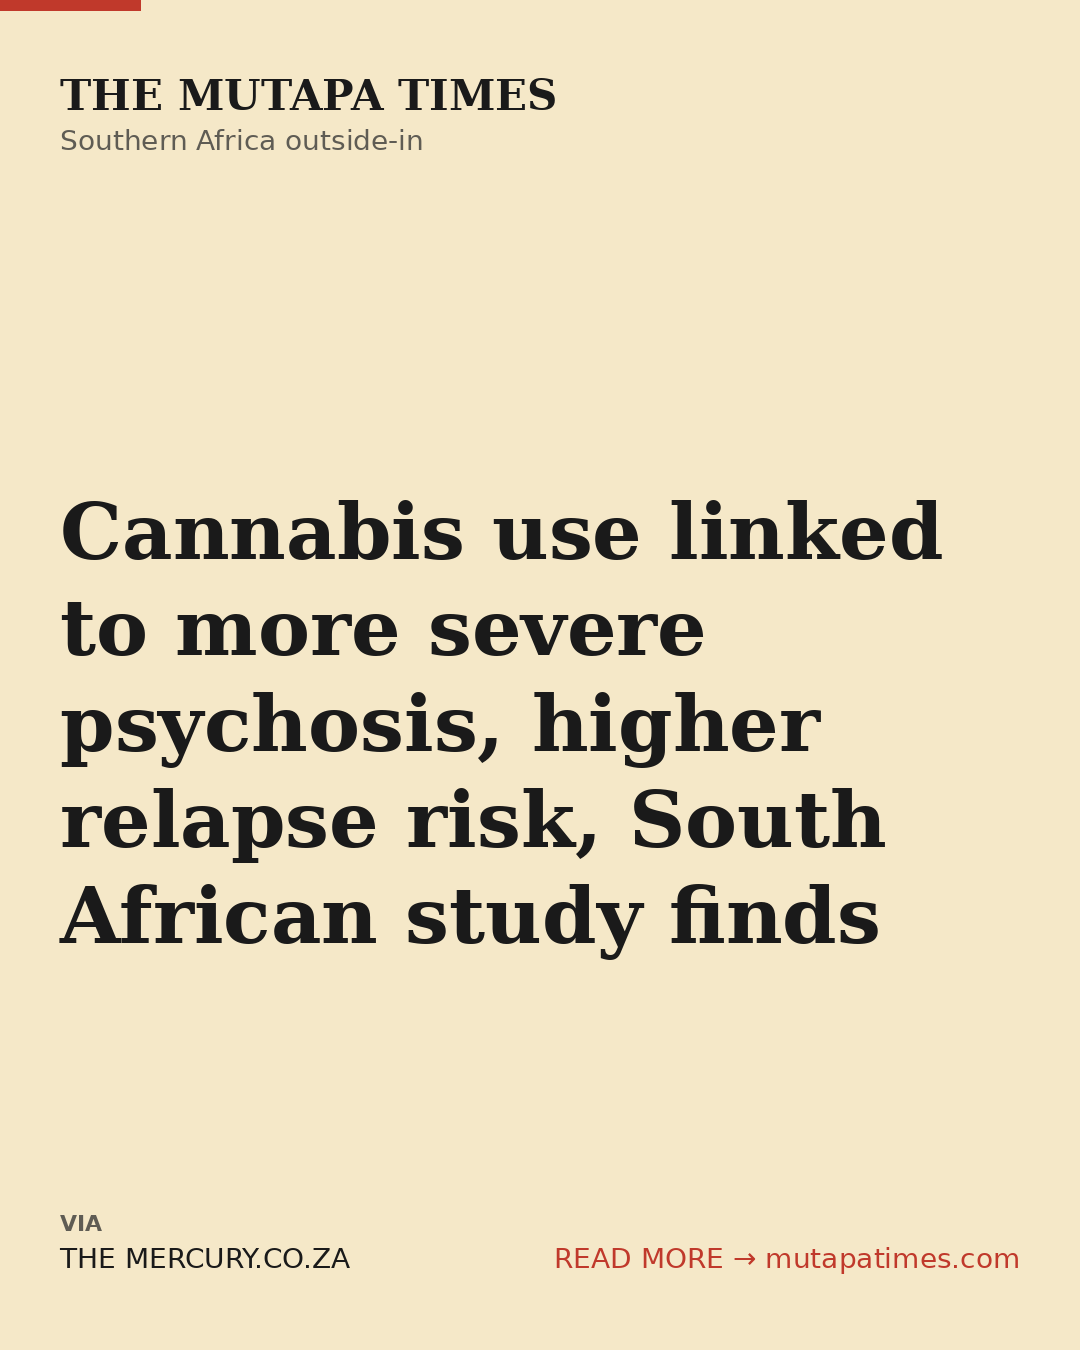 THE MUTAPA TIMES
Southern Africa outside-in
Cannabis use linked
to more severe
psychosis, higher
relapse risk, South
African study finds
VIA
THE MERCURY.CO.ZA
READ MORE → mutapatimes.com